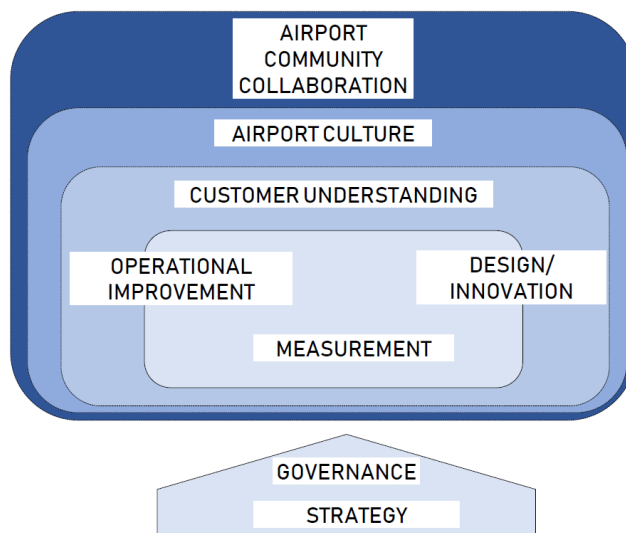 AIRPORT
COMMUNITY
COLLABORATION
AIRPORT CULTURE
CUSTOMER UNDERSTANDING
OPERATIONAL
IMPROVEMENT
DESIGN/
INNOVATION
MEASUREMENT
GOVERNANCE
STRATEGY